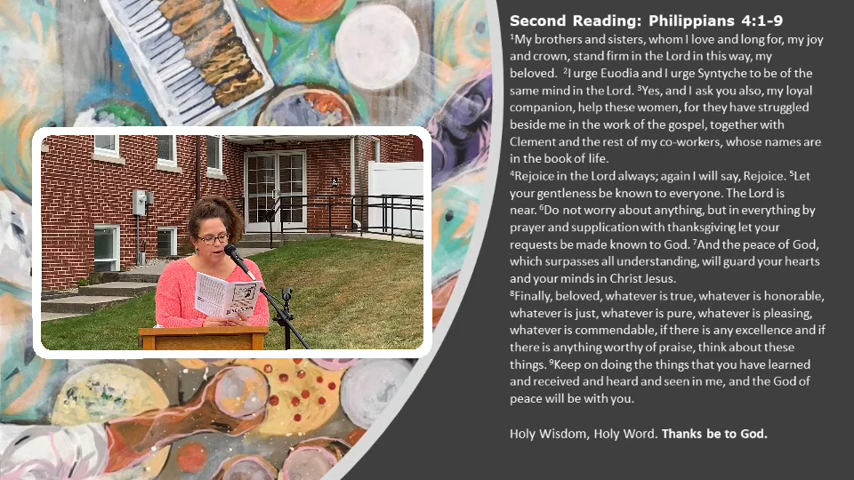 Second Reading: Philippians 4:1-9
¹My brothers and sisters, whom I love and long for, my joy
and crown, stand firm in the Lord in this way, my
beloved. ²I urge Euodia and I urge Syntyche to be of the
same mind in the Lord. ³Yes, and I ask you also, my loyal
companion, help these women, for they have struggled
beside me in the work of the gospel, together with
Clement and the rest of my co-workers, whose names are
in the book of life.
⁴Rejoice in the Lord always; again I will say, Rejoice. ⁵Let
your gentleness be known to everyone. The Lord is
near. ⁶Do not worry about anything, but in everything by
prayer and supplication with thanksgiving let your
requests be made known to God. ⁷And the peace of God,
which surpasses all understanding, will guard your hearts
and your minds in Christ Jesus.
⁸Finally, beloved, whatever is true, whatever is honorable,
whatever is just, whatever is pure, whatever is pleasing,
whatever is commendable, if there is any excellence and if
there is anything worthy of praise, think about these
things. ⁹Keep on doing the things that you have learned
and received and heard and seen in me, and the God of
peace will be with you.
Holy Wisdom, Holy Word. Thanks be to God.